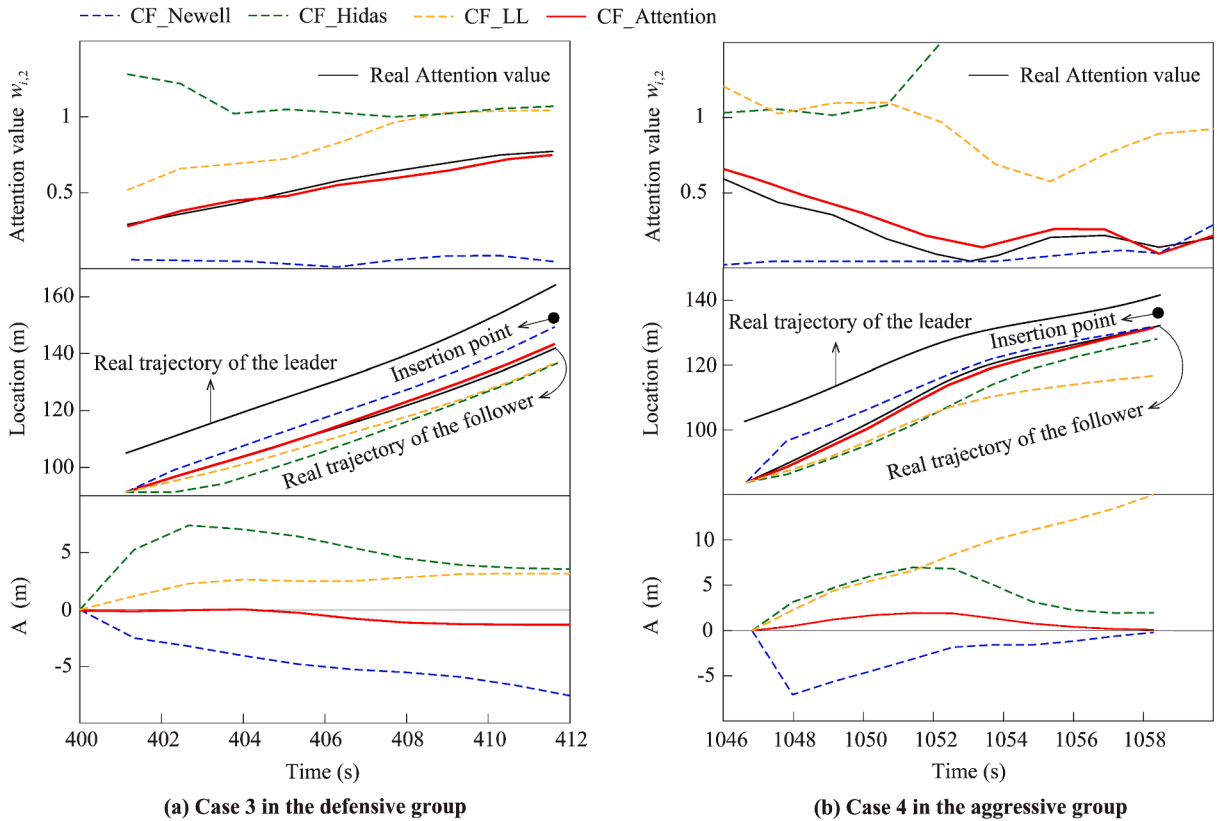 CF_Newell CF_Hidas CF_LL CF_Attention
Attention value w_{i,2}
1
0.5
Real Attention value
Location (m)
160
140
120
100
Real trajectory of the leader
Insertion point
Real trajectory of the follower
A (m)
5
0
-5
400 402 404 406 408 410 412
Time (s)
(a) Case 3 in the defensive group
Attention value w_{i,2}
1
0.5
Real Attention value
Location (m)
140
120
100
Real trajectory of the leader
Insertion point
Real trajectory of the follower
A (m)
10
5
0
-5
1046 1048 1050 1052 1054 1056 1058
Time (s)
(b) Case 4 in the aggressive group